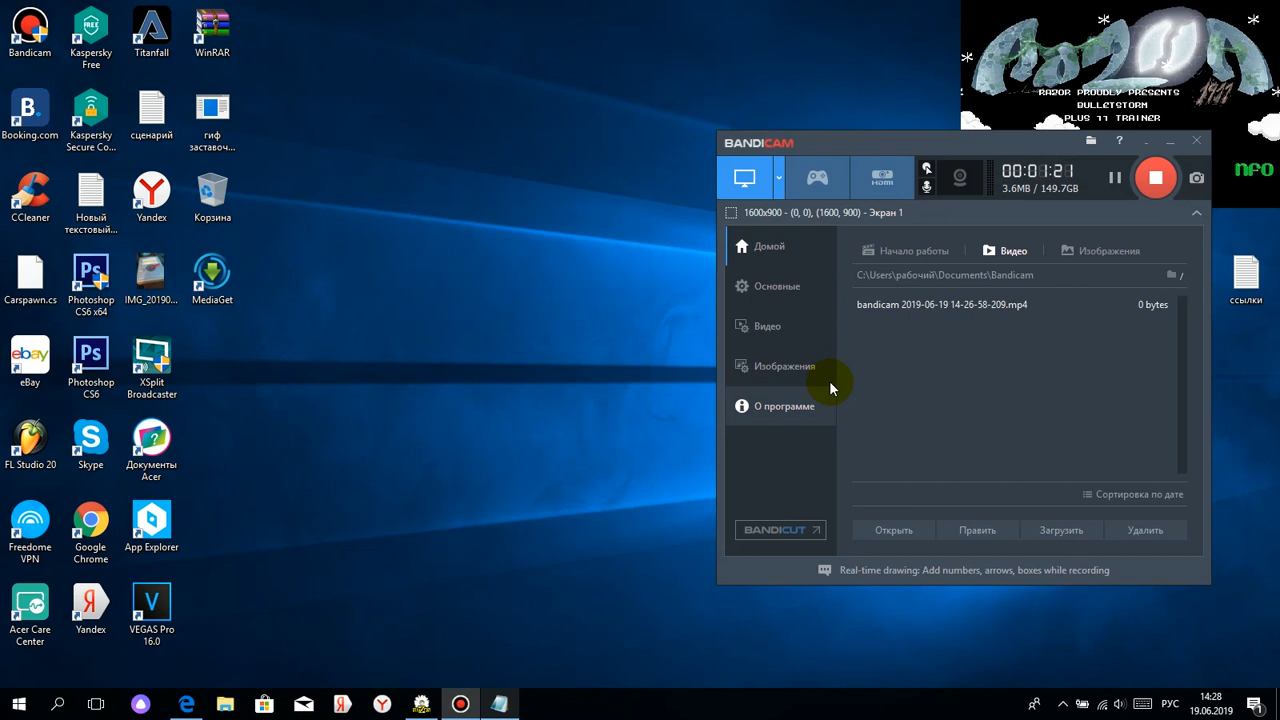 Bandicam
Kaspersky
Free
Titanfall
WinRAR
Booking.com
Kaspersky
Secure Co...
сценарий
гиф
заставоч...
CCleaner
Новый
текстовый...
Yandex
Корзина
Carspawn.cs
Photoshop
CS6 x64
IMG_20190...
MediaGet
eBay
Photoshop
CS6
XSplit
Broadcaster
FL Studio 20
Skype
Документы
Acer
Freedome
VPN
Google
Chrome
App Explorer
Acer Care
Center
Yandex
VEGAS Pro
16.0
RAZOR PROUDLY PRESENTS
BULLETSTORM
PLUS 11 TRAINER
1911
NFO
BANDICAM
HDMI
00:01:21
3.6MB / 149.7GB
1600x900 - (0, 0), (1600, 900) - Экран 1
Домой
Основные
Видео
Изображения
О программе
BANDICUT
Начало работы
Видео
Изображения
C:\Users\рабочий\Documents\Bandicam
/
bandicam 2019-06-19 14-26-58-209.mp4
0 bytes
Сортировка по дате
Открыть
Править
Загрузить
Удалить
Real-time drawing: Add numbers, arrows, boxes while recording
ссылки
РУС
14:28
19.06.2019
1